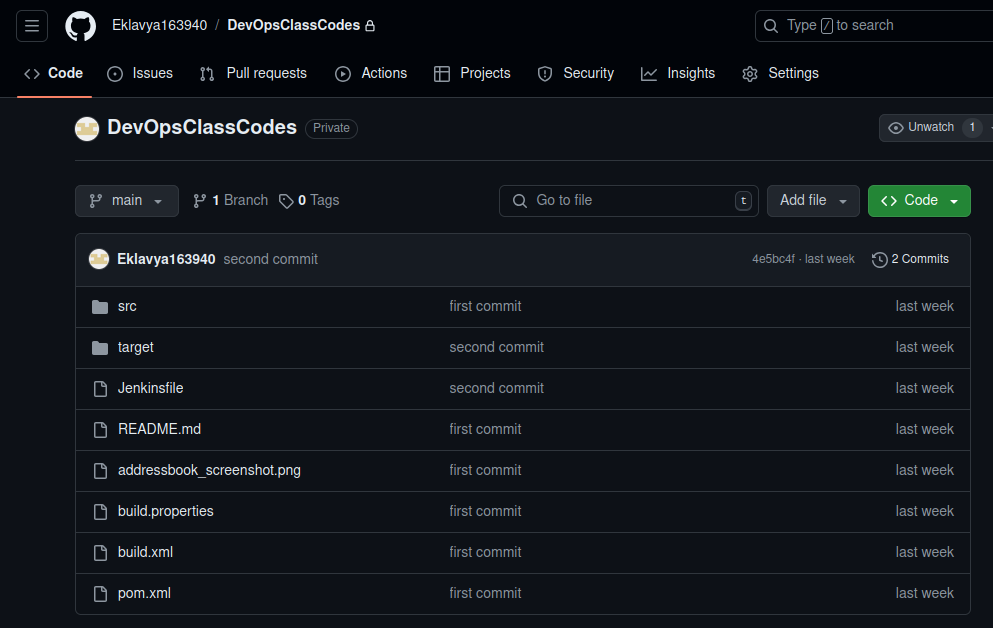 Eklavya163940 / DevOpsClassCodes
Type / to search
Code Issues Pull requests Actions Projects Security Insights Settings
DevOpsClassCodes Private
Unwatch 1
main 1 Branch 0 Tags Go to file t Add file Code
Eklavya163940 second commit 4e5bc4f · last week 2 Commits
src first commit last week
target second commit last week
Jenkinsfile second commit last week
README.md first commit last week
addressbook_screenshot.png first commit last week
build.properties first commit last week
build.xml first commit last week
pom.xml first commit last week